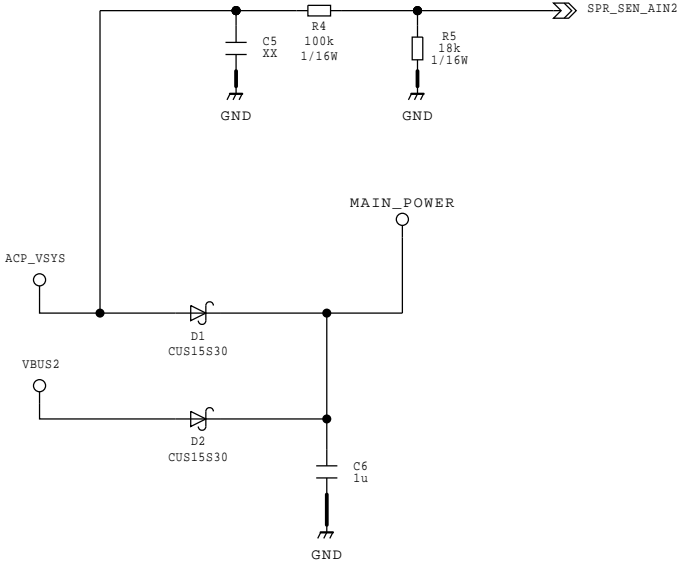 SPR_SEN_AIN2
R4
100k
1/16W
C5
XX
R5
18k
1/16W
GND
GND
MAIN_POWER
ACP_VSYS
D1
CUS15S30
VBUS2
D2
CUS15S30
C6
1u
GND